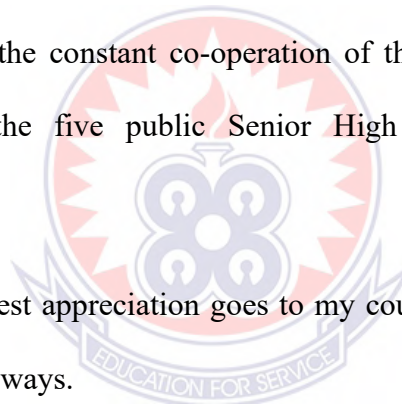 the constant co-operation of th
the five public Senior High
est appreciation goes to my cou
ways.
EDUCATION FOR SERVICE